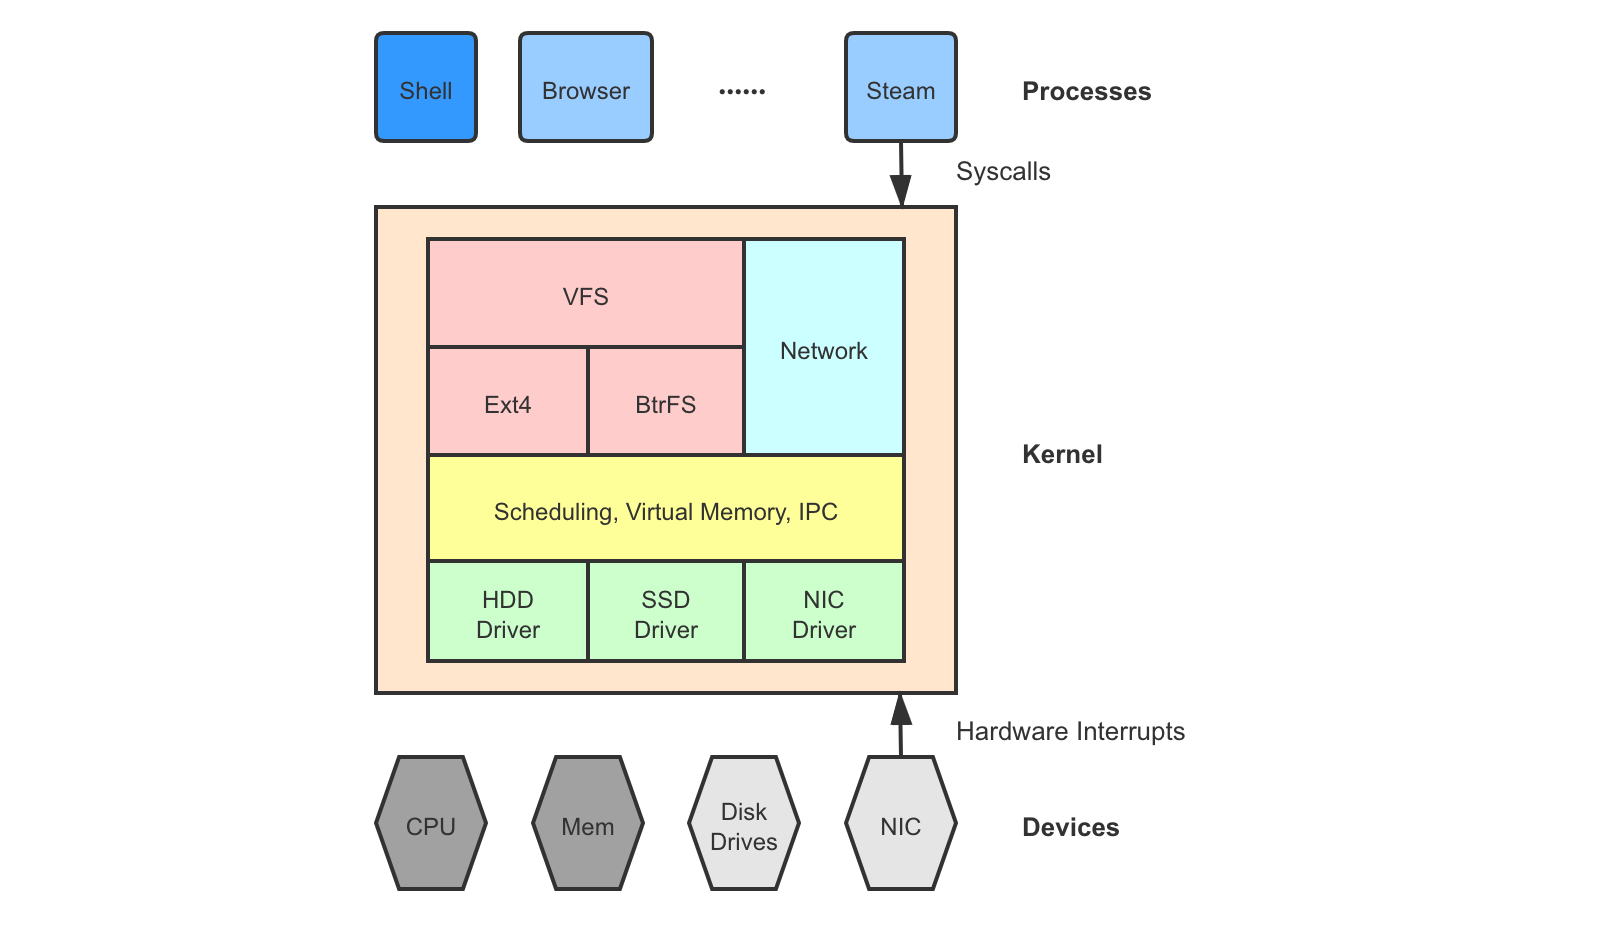 Shell
Browser
••••••
Steam
Processes
Syscalls
VFS
Network
Ext4
BtrFS
Kernel
Scheduling, Virtual Memory, IPC
HDD
Driver
SSD
Driver
NIC
Driver
Hardware Interrupts
CPU
Mem
Disk
Drives
NIC
Devices